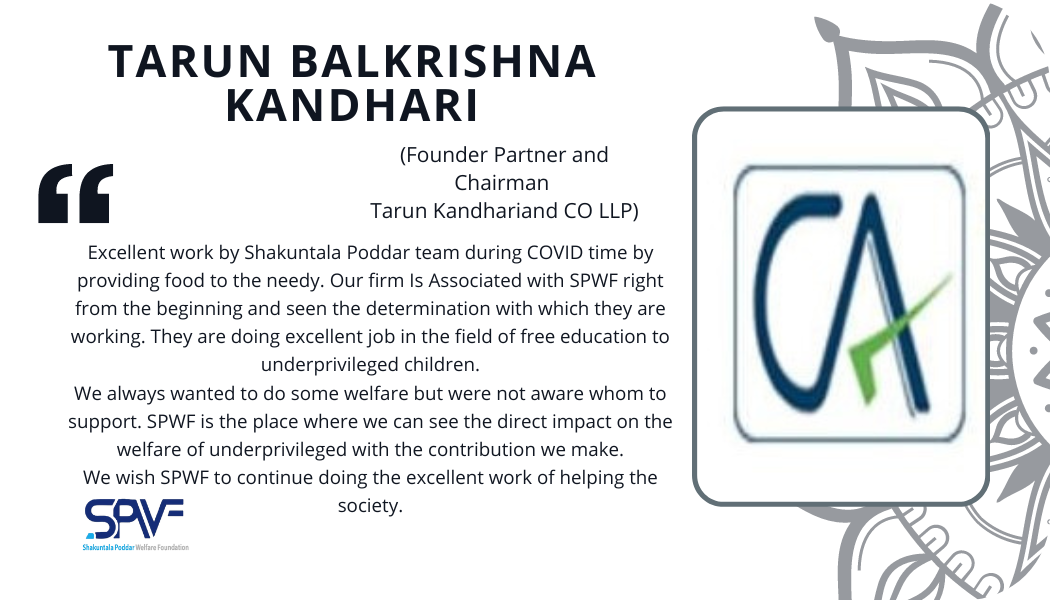 TARUN BALKRISHNA
KANDHARI
(Founder Partner and
Chairman
Tarun Kandhariand CO LLP)
“
Excellent work by Shakuntala Poddar team during COVID time by
providing food to the needy. Our firm Is Associated with SPWF right
from the beginning and seen the determination with which they are
working. They are doing excellent job in the field of free education to
underprivileged children.
We always wanted to do some welfare but were not aware whom to
support. SPWF is the place where we can see the direct impact on the
welfare of underprivileged with the contribution we make.
We wish SPWF to continue doing the excellent work of helping the
society.
SPWF
Shakuntala Poddar Welfare Foundation
CA